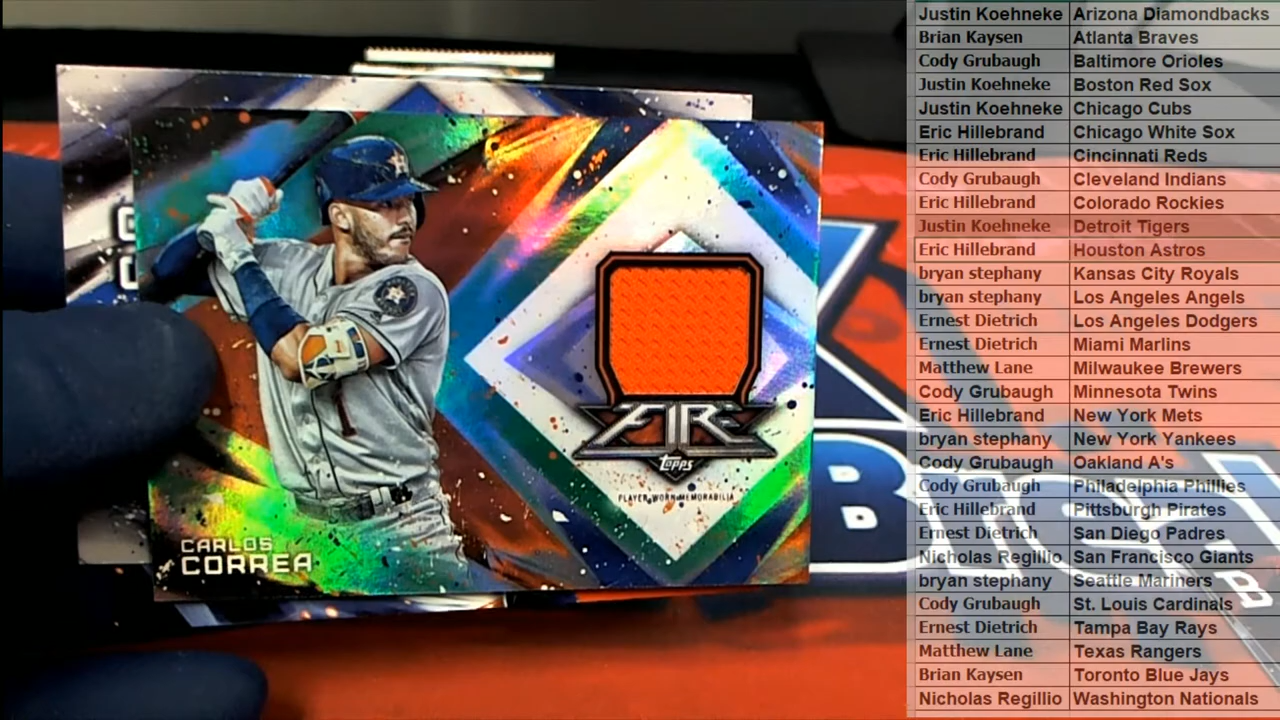 CARLOS
CORREA
1
FIRE
Topps
PLAYER-WORN MEMORABILIA
B
Justin Koehneke Arizona Diamondbacks
Brian Kaysen Atlanta Braves
Cody Grubaugh Baltimore Orioles
Justin Koehneke Boston Red Sox
Justin Koehneke Chicago Cubs
Eric Hillebrand Chicago White Sox
Eric Hillebrand Cincinnati Reds
Cody Grubaugh Cleveland Indians
Eric Hillebrand Colorado Rockies
Justin Koehneke Detroit Tigers
Eric Hillebrand Houston Astros
bryan stephany Kansas City Royals
bryan stephany Los Angeles Angels
Ernest Dietrich Los Angeles Dodgers
Ernest Dietrich Miami Marlins
Matthew Lane Milwaukee Brewers
Cody Grubaugh Minnesota Twins
Eric Hillebrand New York Mets
bryan stephany New York Yankees
Cody Grubaugh Oakland A's
Cody Grubaugh Philadelphia Phillies
Eric Hillebrand Pittsburgh Pirates
Ernest Dietrich San Diego Padres
Nicholas Regillio San Francisco Giants
bryan stephany Seattle Mariners
Cody Grubaugh St. Louis Cardinals
Ernest Dietrich Tampa Bay Rays
Matthew Lane Texas Rangers
Brian Kaysen Toronto Blue Jays
Nicholas Regillio Washington Nationals